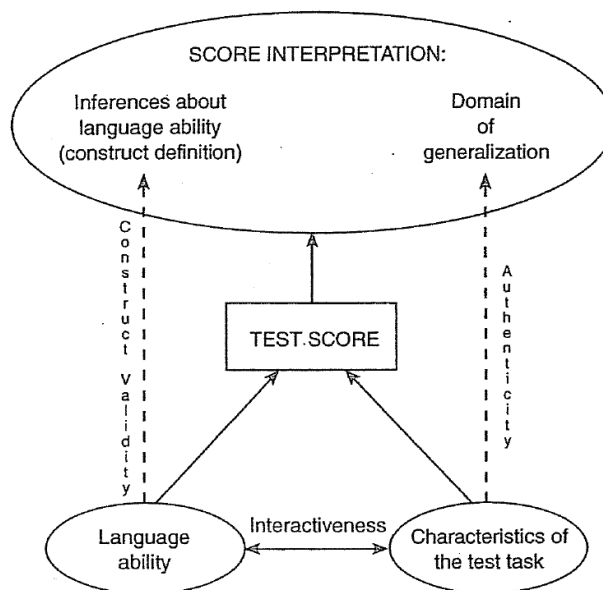 SCORE INTERPRETATION:
Inferences about
language ability
(construct definition)
Domain
of
generalization
Construct Validity
Authenticity
TEST.SCORE
Interactiveness
Language
ability
Characteristics of
the test task